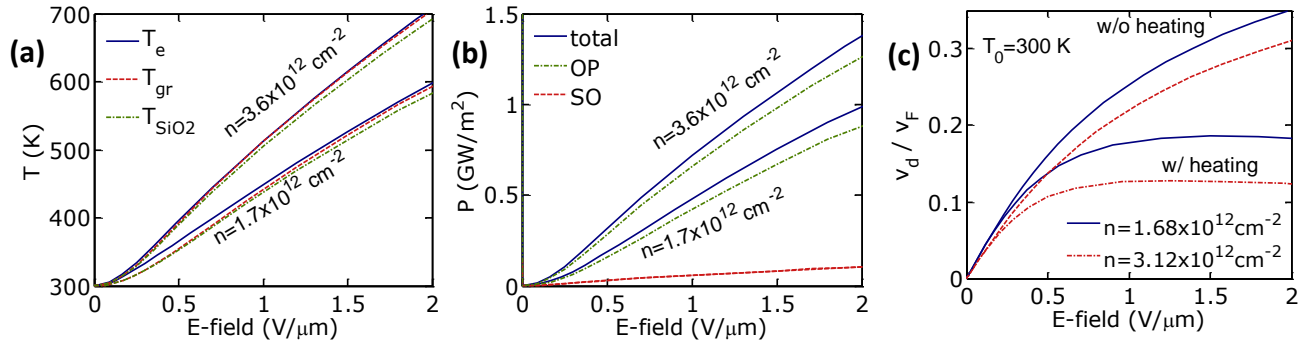 (a)
T_e
T_gr
T_SiO2
n=3.6x10^12 cm^-2
n=1.7x10^12 cm^-2
700
600
500
400
300
T (K)
0
0.5
1
1.5
2
E-field (V/μm)
(b)
total
OP
SO
n=3.6x10^12 cm^-2
n=1.7x10^12 cm^-2
1.5
1
0.5
0
P (GW/m^2)
0
0.5
1
1.5
2
E-field (V/μm)
(c)
T_0=300 K
w/o heating
w/ heating
n=1.68x10^12cm^-2
n=3.12x10^12cm^-2
0.3
0.2
0.1
0
v_d / v_F
0
0.5
1
1.5
2
E-field (V/μm)